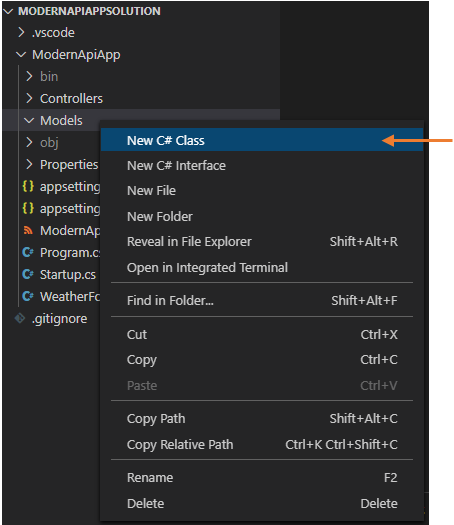 MODERNAPIAPPSOLUTION
.vscode
ModernApiApp
bin
Controllers
Models
obj
Properties
appsetting
appsetting
ModernAp
Program.cs
Startup.cs
WeatherFo
.gitignore
New C# Class
New C# Interface
New File
New Folder
Reveal in File Explorer Shift+Alt+R
Open in Integrated Terminal
Find in Folder... Shift+Alt+F
Cut Ctrl+X
Copy Ctrl+C
Paste Ctrl+V
Copy Path Shift+Alt+C
Copy Relative Path Ctrl+K Ctrl+Shift+C
Rename F2
Delete Delete